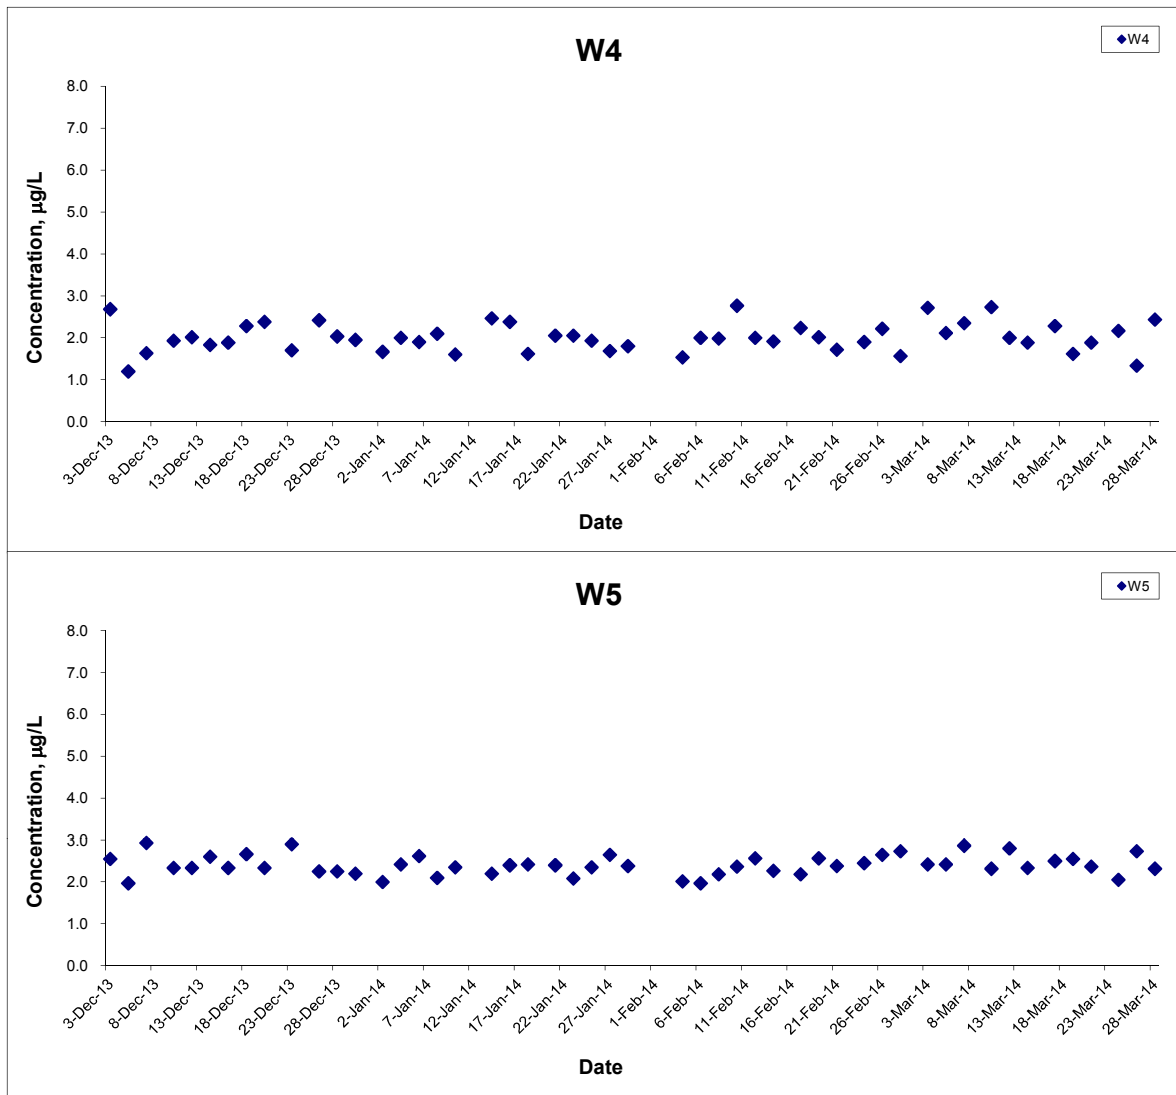 W4
W4
8.0
7.0
6.0
5.0
4.0
3.0
2.0
1.0
0.0
Concentration, µg/L
3-Dec-13
8-Dec-13
13-Dec-13
18-Dec-13
23-Dec-13
28-Dec-13
2-Jan-14
7-Jan-14
12-Jan-14
17-Jan-14
22-Jan-14
27-Jan-14
1-Feb-14
6-Feb-14
11-Feb-14
16-Feb-14
21-Feb-14
26-Feb-14
3-Mar-14
8-Mar-14
13-Mar-14
18-Mar-14
23-Mar-14
28-Mar-14
Date
W5
W5
8.0
7.0
6.0
5.0
4.0
3.0
2.0
1.0
0.0
Concentration, µg/L
3-Dec-13
8-Dec-13
13-Dec-13
18-Dec-13
23-Dec-13
28-Dec-13
2-Jan-14
7-Jan-14
12-Jan-14
17-Jan-14
22-Jan-14
27-Jan-14
1-Feb-14
6-Feb-14
11-Feb-14
16-Feb-14
21-Feb-14
26-Feb-14
3-Mar-14
8-Mar-14
13-Mar-14
18-Mar-14
23-Mar-14
28-Mar-14
Date